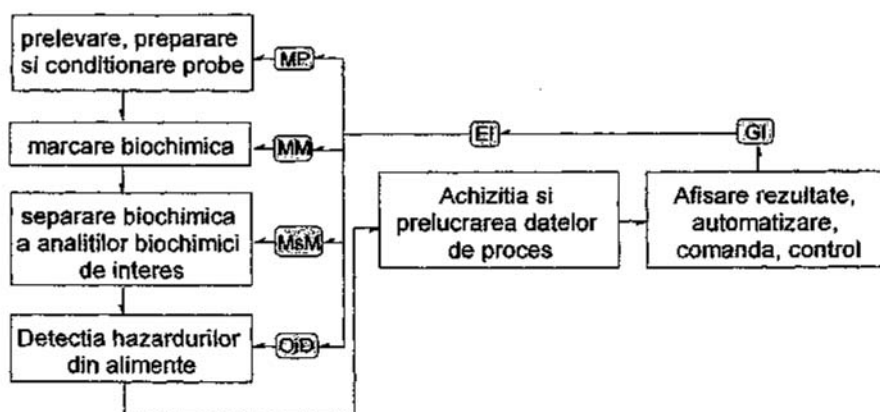 prelevare, preparare
si conditionare probe
MP
EI
GI
marcare biochimica
MM
Achizitia si
prelucrarea datelor
de proces
Afisare rezultate,
automatizare,
comanda, control
separare biochimica
a analitilor biochimici
de interes
MsM
Detectia hazardurilor
din alimente
OjD